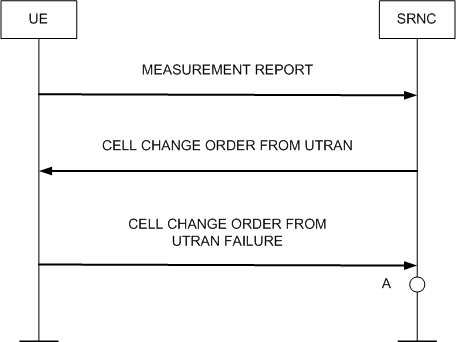 UE
SRNC
MEASUREMENT REPORT
CELL CHANGE ORDER FROM UTRAN
CELL CHANGE ORDER FROM
UTRAN FAILURE
A